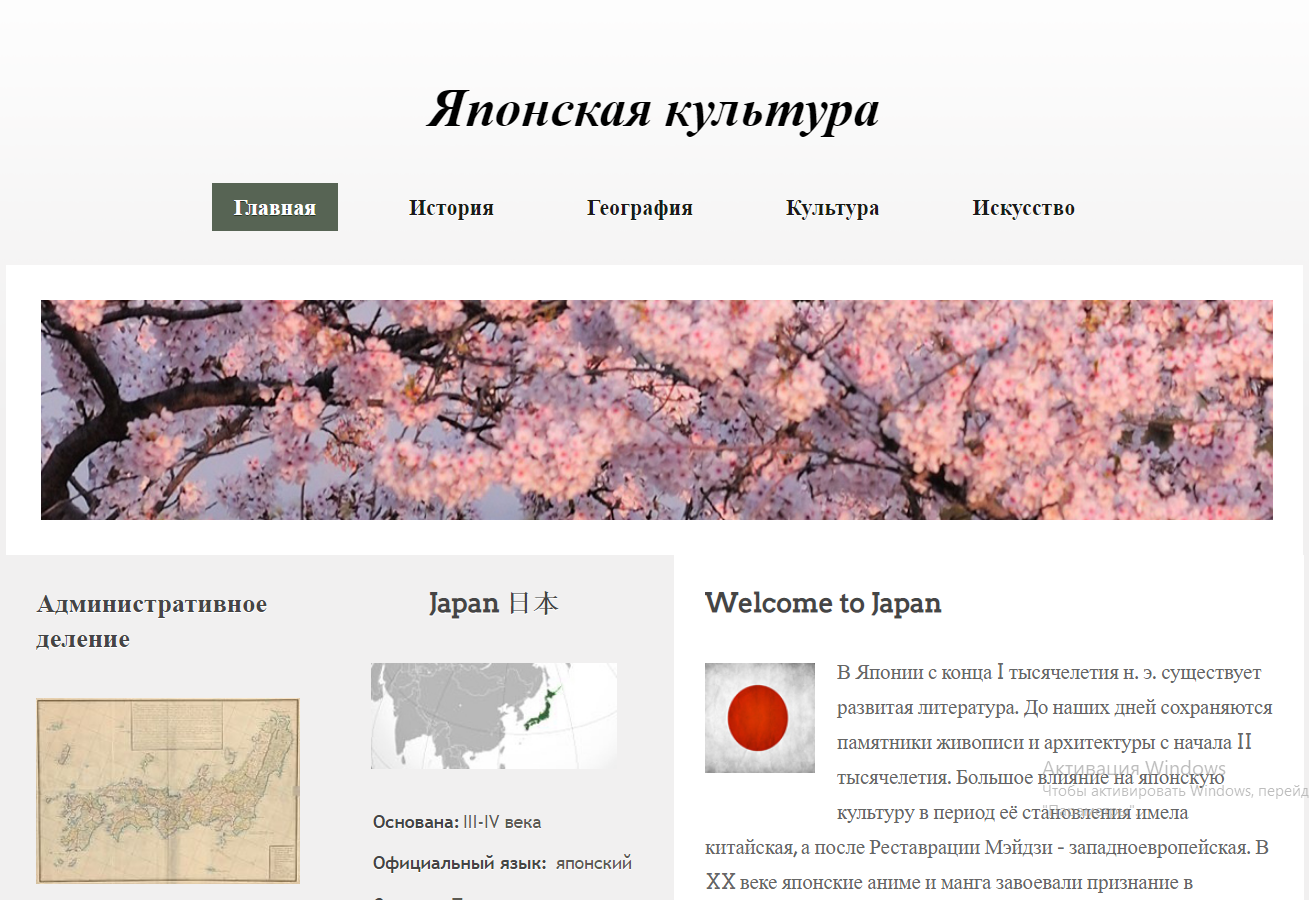 Японская культура
Главная
История
География
Культура
Искусство
Административное
деление
Japan 日本
Основана: III-IV века
Официальный язык: японский
Welcome to Japan
В Японии с конца I тысячелетия н. э. существует
развитая литература. До наших дней сохраняются
памятники живописи и архитектуры с начала II
тысячелетия. Большое влияние на японскую
культуру в период её становления имела
китайская, а после Реставрации Мэйдзи - западноевропейская. В
XX веке японские аниме и манга завоевали признание в
Активация Windows
Чтобы активировать Windows, перейд